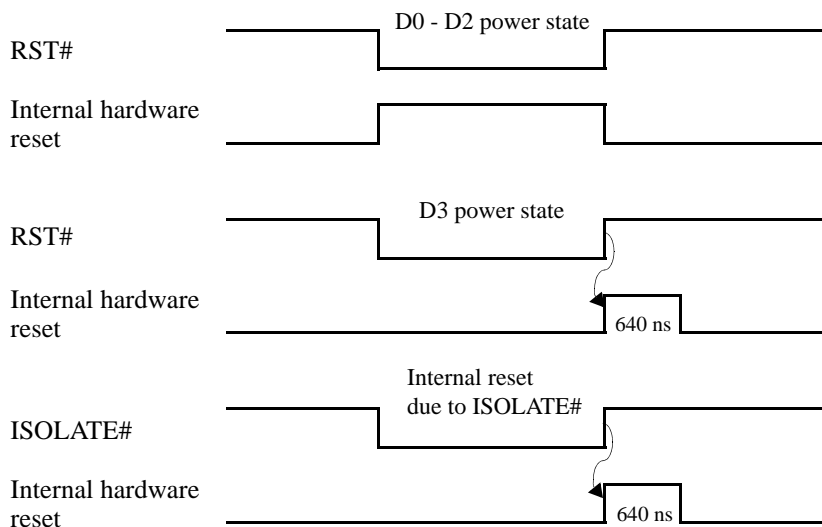 D0 - D2 power state
RST#
Internal hardware
reset
D3 power state
RST#
Internal hardware
reset
640 ns
Internal reset
due to ISOLATE#
ISOLATE#
Internal hardware
reset
640 ns